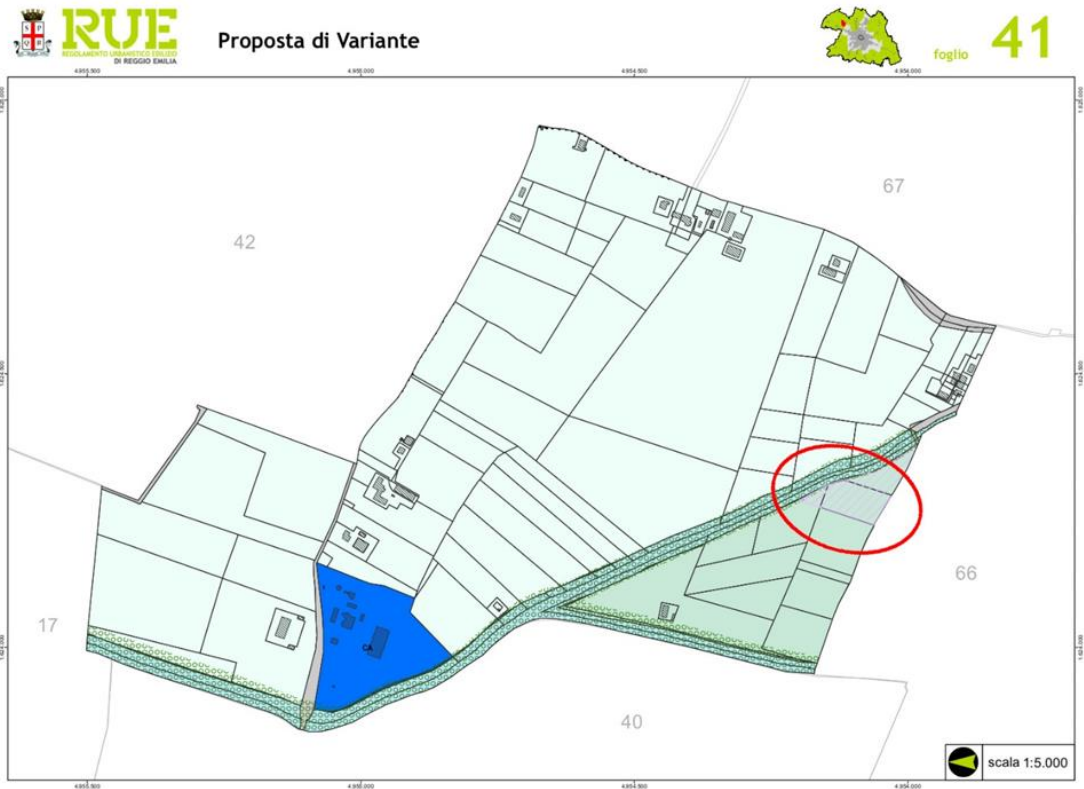 RUE
REGOLAMENTO URBANISTICO EDILIZIO
DI REGGIO EMILIA
Proposta di Variante
foglio 41
67
42
66
17
CA
40
scala 1:5.000